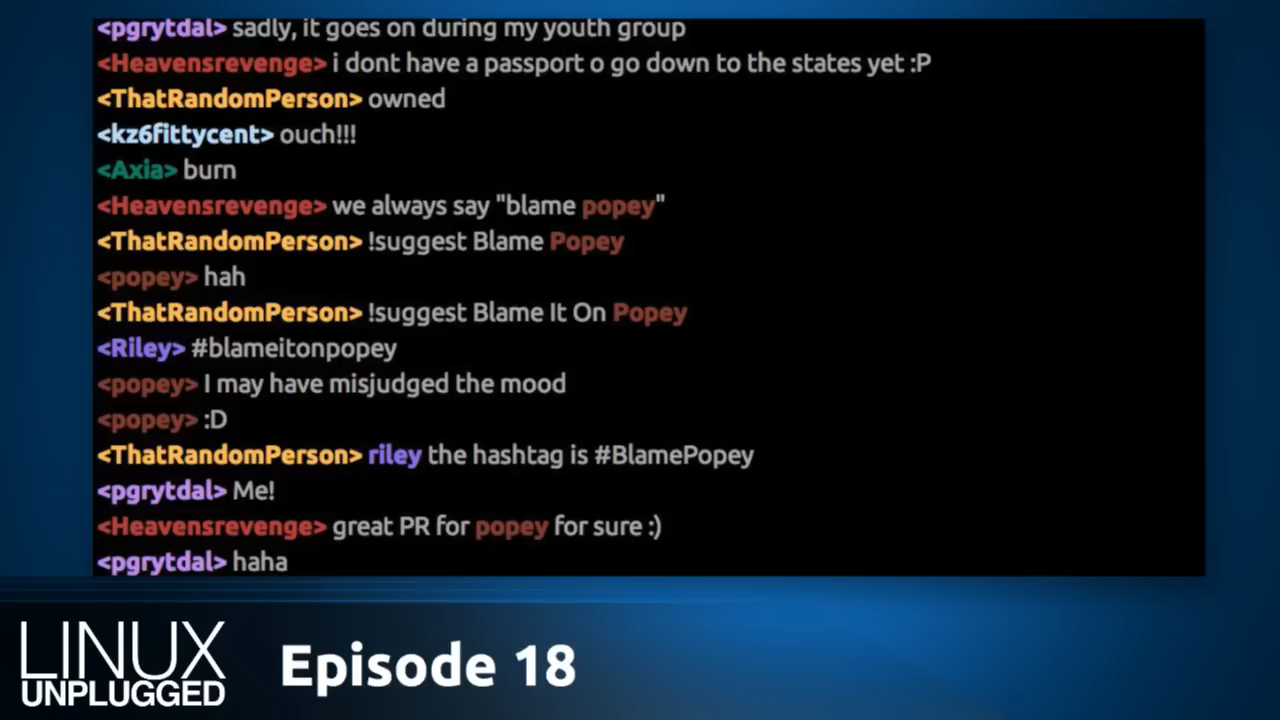 <pgrytdal> sadly, it goes on during my youth group
<Heavensrevenge> i dont have a passport o go down to the states yet :P
<ThatRandomPerson> owned
<kz6fittycent> ouch!!!
<Axia> burn
<Heavensrevenge> we always say "blame popey"
<ThatRandomPerson> !suggest Blame Popey
<popey> hah
<ThatRandomPerson> !suggest Blame It On Popey
<Riley> #blameitonpopey
<popey> I may have misjudged the mood
<popey> :D
<ThatRandomPerson> riley the hashtag is #BlamePopey
<pgrytdal> Me!
<Heavensrevenge> great PR for popey for sure :)
<pgrytdal> haha
LINUX
UNPLUGGED
Episode 18